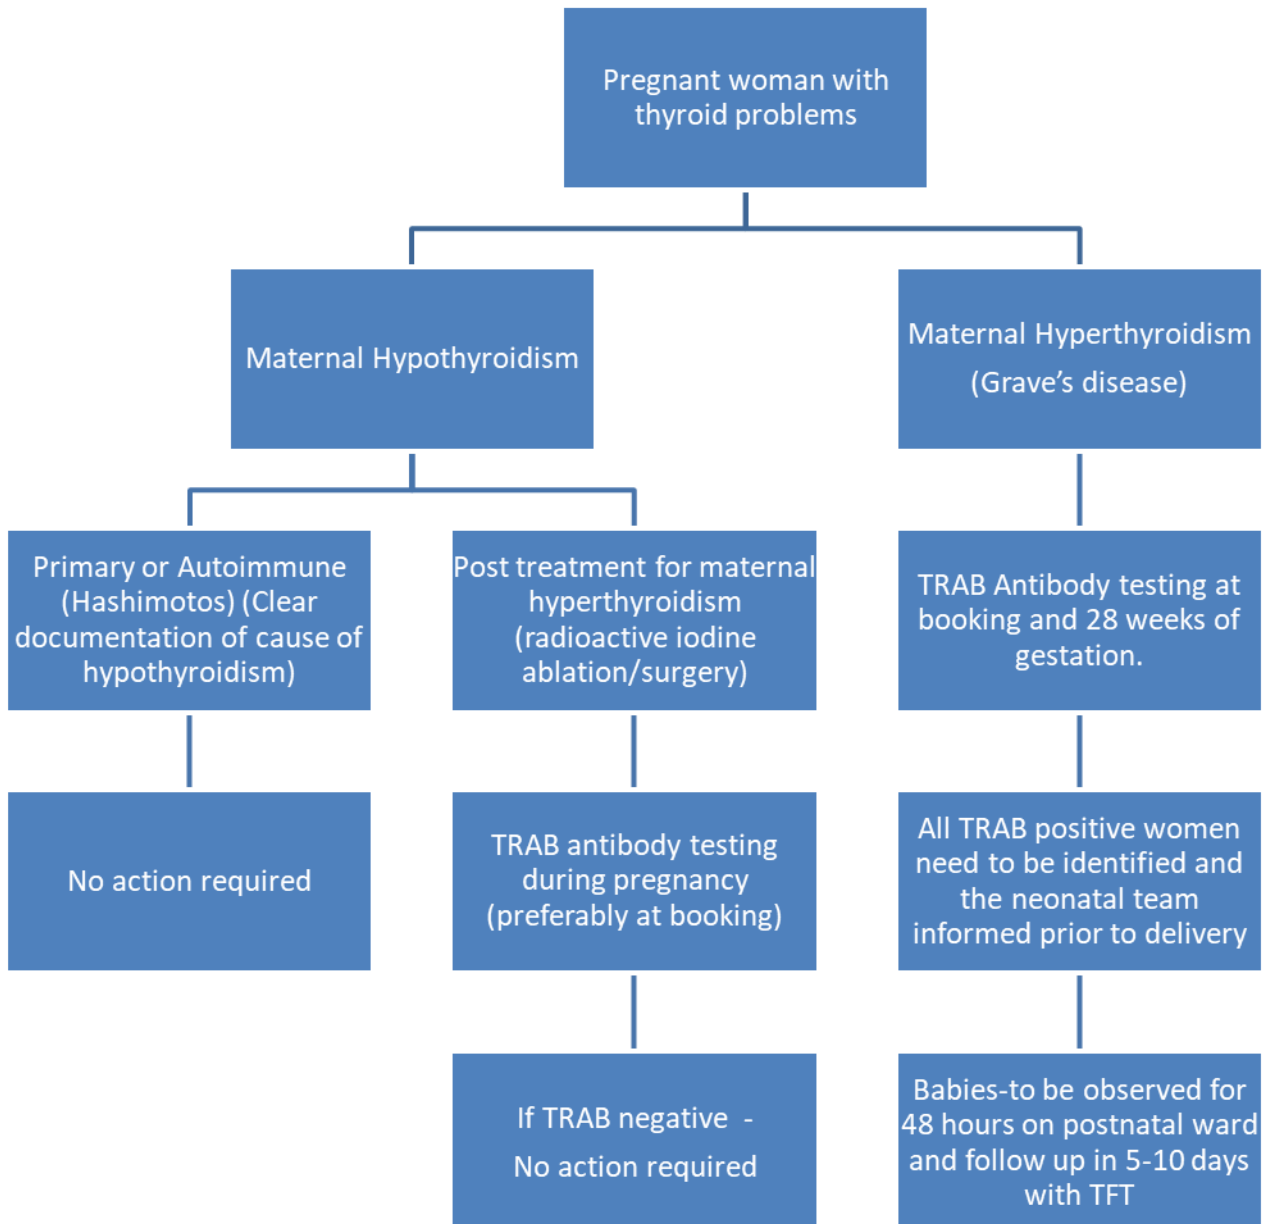 Pregnant woman with
thyroid problems
Maternal Hypothyroidism
Maternal Hyperthyroidism
(Grave’s disease)
Primary or Autoimmune
(Hashimotos) (Clear
documentation of cause of
hypothyroidism)
Post treatment for maternal
hyperthyroidism
(radioactive iodine
ablation/surgery)
TRAB Antibody testing at
booking and 28 weeks of
gestation.
No action required
TRAB antibody testing
during pregnancy
(preferably at booking)
All TRAB positive women
need to be identified and
the neonatal team
informed prior to delivery
If TRAB negative -
No action required
Babies-to be observed for
48 hours on postnatal ward
and follow up in 5-10 days
with TFT